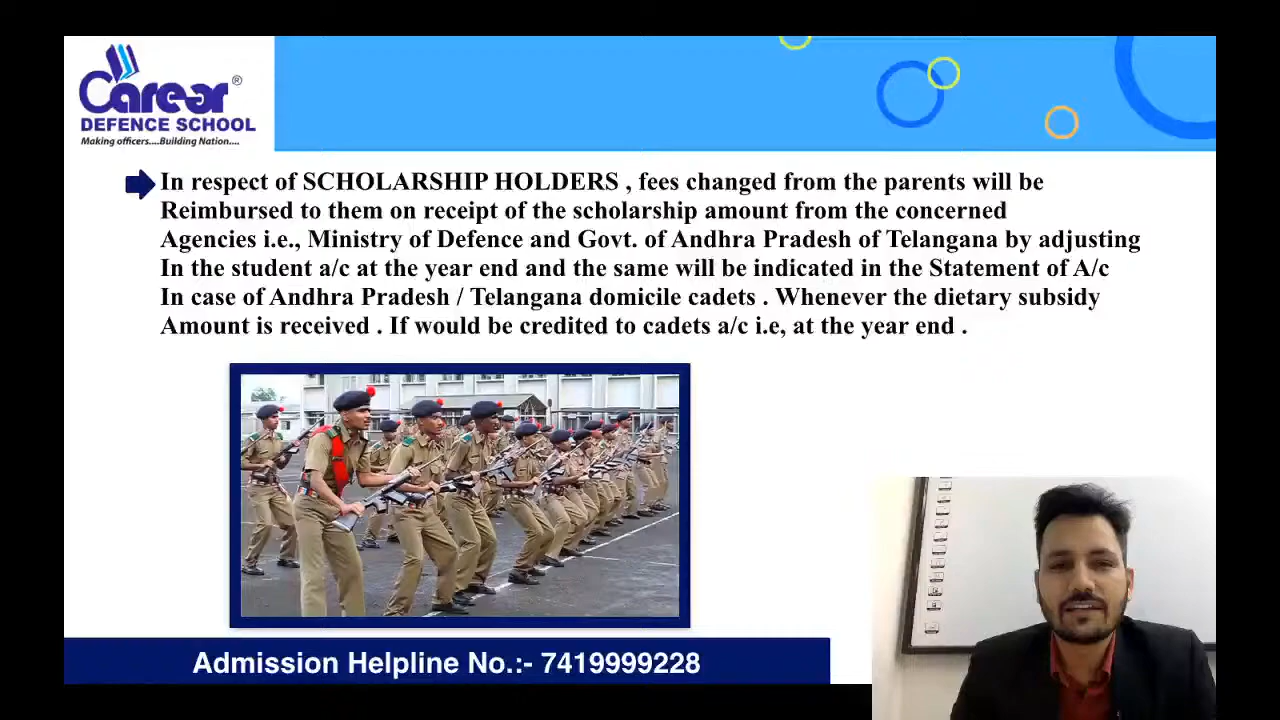 Carear®
DEFENCE SCHOOL
Making officers....Building Nation....
In respect of SCHOLARSHIP HOLDERS , fees changed from the parents will be
Reimbursed to them on receipt of the scholarship amount from the concerned
Agencies i.e., Ministry of Defence and Govt. of Andhra Pradesh of Telangana by adjusting
In the student a/c at the year end and the same will be indicated in the Statement of A/c
In case of Andhra Pradesh / Telangana domicile cadets . Whenever the dietary subsidy
Amount is received . If would be credited to cadets a/c i.e, at the year end .
Admission Helpline No.:- 7419999228